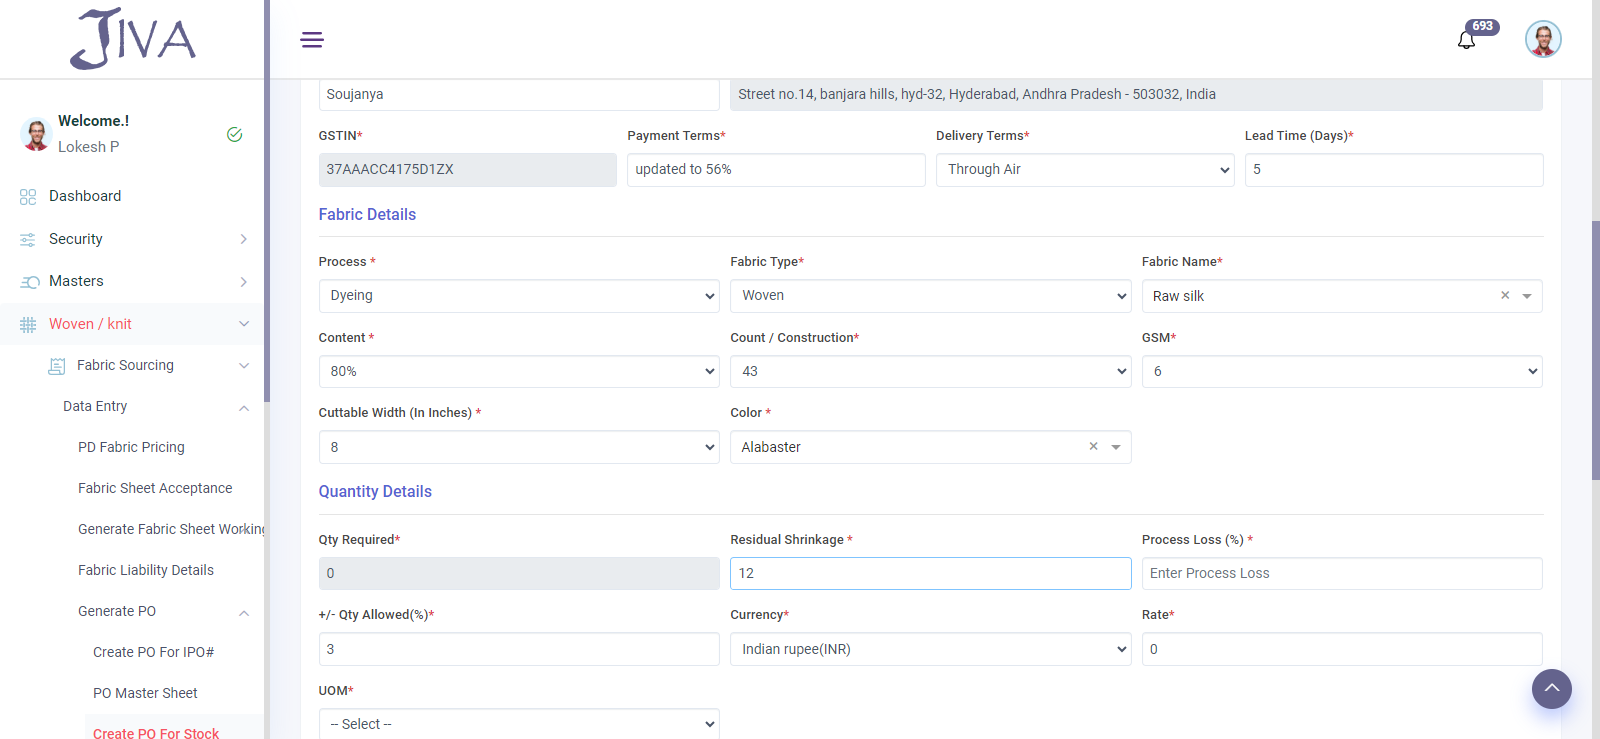 JIVA
693
Welcome.!
Lokesh P
Dashboard
Security
Masters
Woven / knit
Fabric Sourcing
Data Entry
PD Fabric Pricing
Fabric Sheet Acceptance
Generate Fabric Sheet Working
Fabric Liability Details
Generate PO
Create PO For IPO#
PO Master Sheet
Create PO For Stock
Soujanya
Street no.14, banjara hills, hyd-32, Hyderabad, Andhra Pradesh - 503032, India
GSTIN* Payment Terms* Delivery Terms* Lead Time (Days)*
37AAACC4175D1ZX updated to 56% Through Air 5
Fabric Details
Process * Fabric Type* Fabric Name*
Dyeing Woven Raw silk ×
Content * Count / Construction* GSM*
80% 43 6
Cuttable Width (In Inches) * Color *
8 Alabaster ×
Quantity Details
Qty Required* Residual Shrinkage * Process Loss (%) *
0 12 Enter Process Loss
+/- Qty Allowed(%)* Currency* Rate*
3 Indian rupee(INR) 0
UOM*
-- Select --